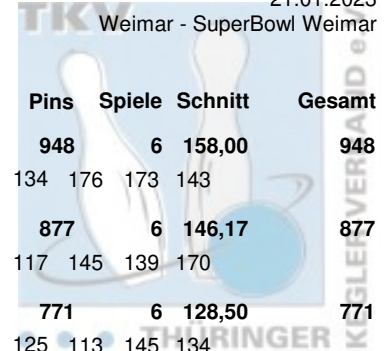 21.01.2023
TKV
Weimar - SuperBowl Weimar
Pins Spiele Schnitt Gesamt
948 6 158,00 948
134 176 173 143
877 6 146,17 877
117 145 139 170
771 6 128,50 771
125 113 145 134
THÜRINGER
KEGLER VERBAND e.V.